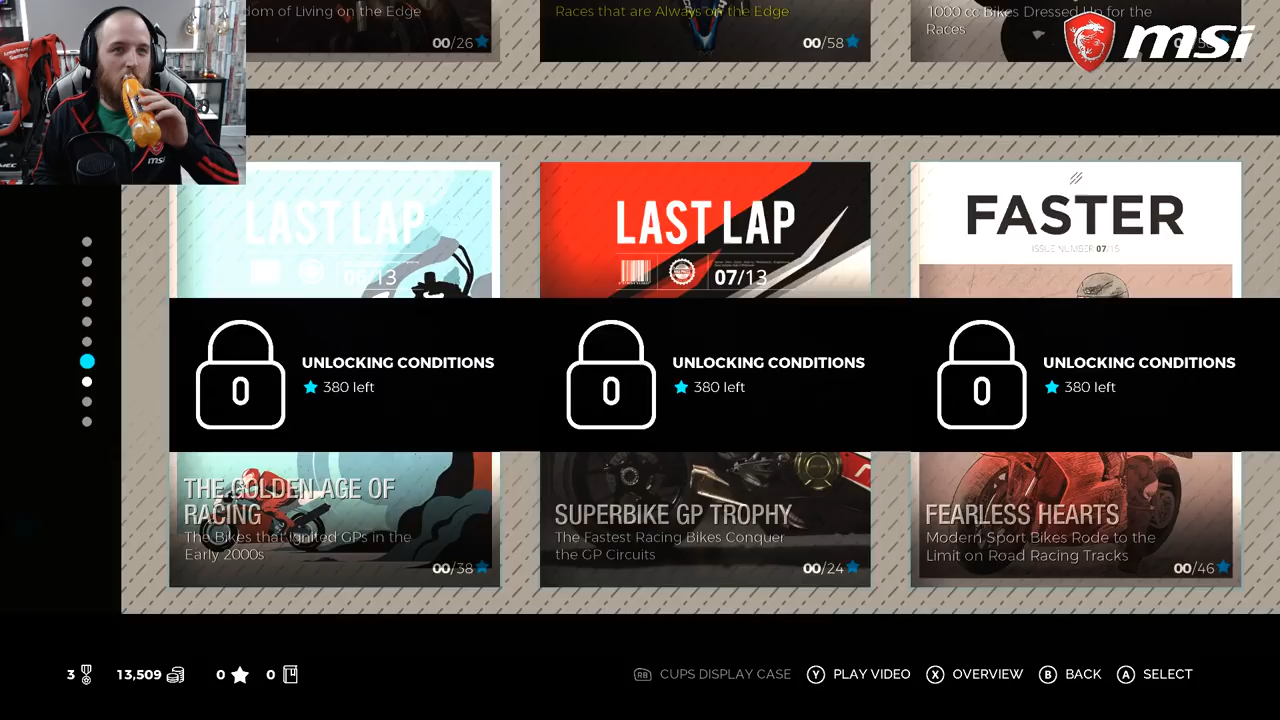 dom of Living on the Edge
00/26
Races that are Always on the Edge
00/58
1000 cc Bikes Dressed Up for the
Races
msi
msi
LAST LAP
06/13
LAST LAP
07/13
FASTER
ISSUE NUMBER 07/15
UNLOCKING CONDITIONS
380 left
UNLOCKING CONDITIONS
380 left
UNLOCKING CONDITIONS
380 left
THE GOLDEN AGE OF
RACING
The Bikes that Ignited GPs in the
Early 2000s
00/38
SUPERBIKE GP TROPHY
The Fastest Racing Bikes Conquer
the GP Circuits
00/24
FEARLESS HEARTS
Modern Sport Bikes Rode to the
Limit on Road Racing Tracks
00/46
3
13,509
0
0
RB CUPS DISPLAY CASE
Y PLAY VIDEO
X OVERVIEW
B BACK
A SELECT